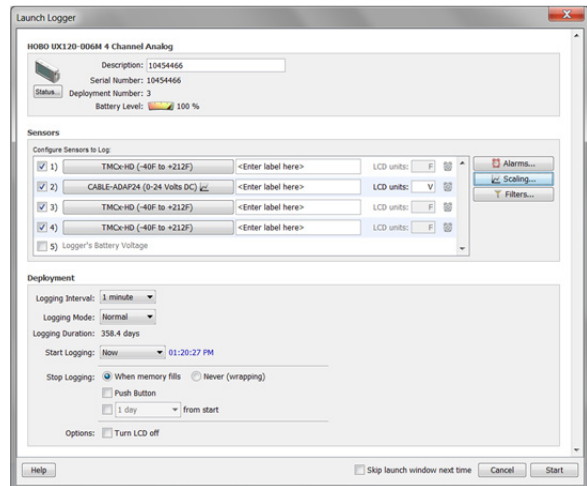 Launch Logger
HOBO UX120-006M 4 Channel Analog
Description: 10454466
Serial Number: 10454466
Status... Deployment Number: 3
Battery Level: 100 %
Sensors
Configure Sensors to Log:
1) TMCx-HD (-40F to +212F) <Enter label here> LCD units: F Alarms...
2) CABLE-ADAP24 (0-24 Volts DC) <Enter label here> LCD units: V Scaling...
3) TMCx-HD (-40F to +212F) <Enter label here> LCD units: F Filters...
4) TMCx-HD (-40F to +212F) <Enter label here> LCD units: F
5) Logger's Battery Voltage
Deployment
Logging Interval: 1 minute
Logging Mode: Normal
Logging Duration: 358.4 days
Start Logging: Now 01:20:27 PM
Stop Logging: When memory fills Never (wrapping)
Push Button
1 day from start
Options: Turn LCD off
Help Skip launch window next time Cancel Start